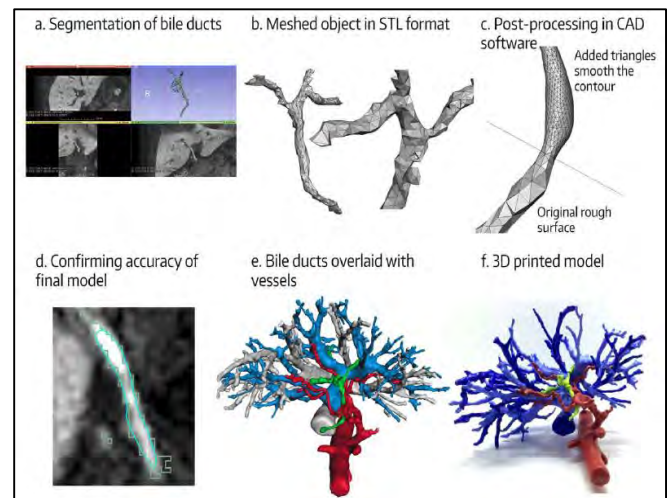 a. Segmentation of bile ducts
b. Meshed object in STL format
c. Post-processing in CAD
software
Added triangles
smooth the
contour
Original rough
surface
d. Confirming accuracy of
final model
e. Bile ducts overlaid with
vessels
f. 3D printed model